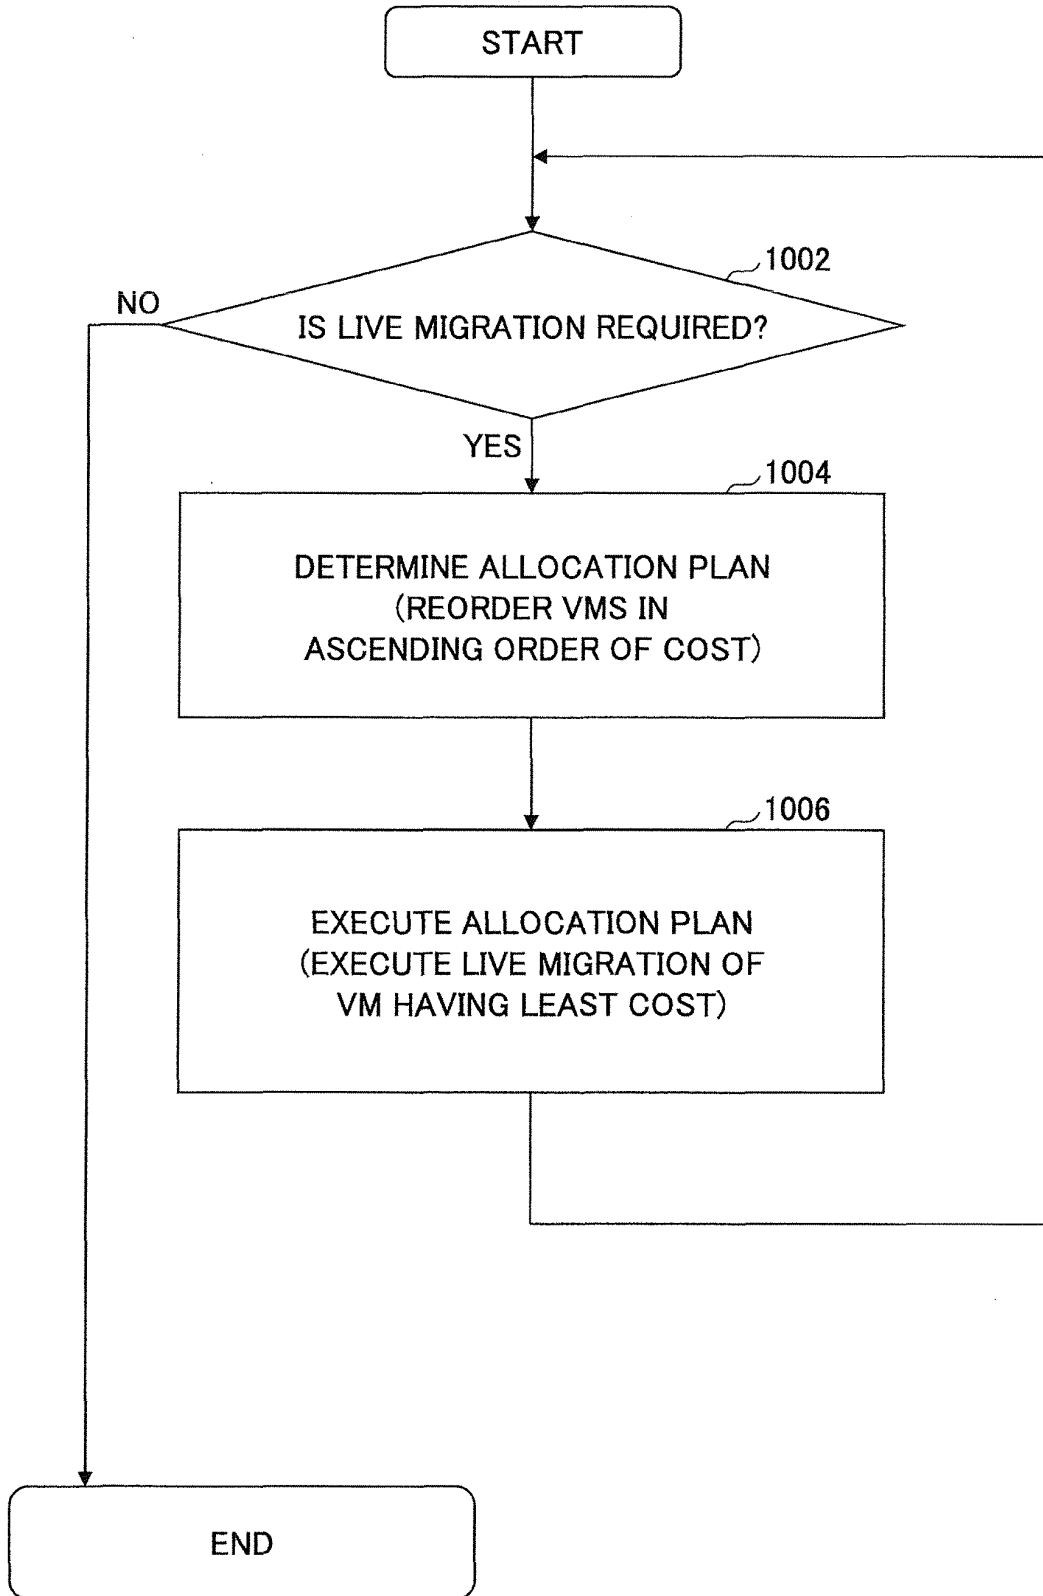 START
1002
NO
IS LIVE MIGRATION REQUIRED?
YES
1004
DETERMINE ALLOCATION PLAN
(REORDER VMS IN
ASCENDING ORDER OF COST)
1006
EXECUTE ALLOCATION PLAN
(EXECUTE LIVE MIGRATION OF
VM HAVING LEAST COST)
END